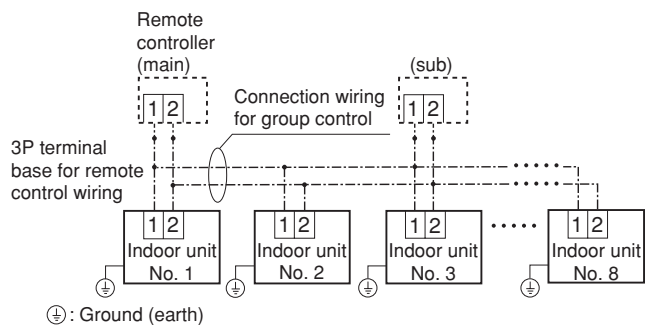 Remote
controller
(main)
(sub)
1 2
1 2
Connection wiring
for group control
3P terminal
base for remote
control wiring
1 2
1 2
1 2
1 2
Indoor unit
No. 1
Indoor unit
No. 2
Indoor unit
No. 3
Indoor unit
No. 8
: Ground (earth)